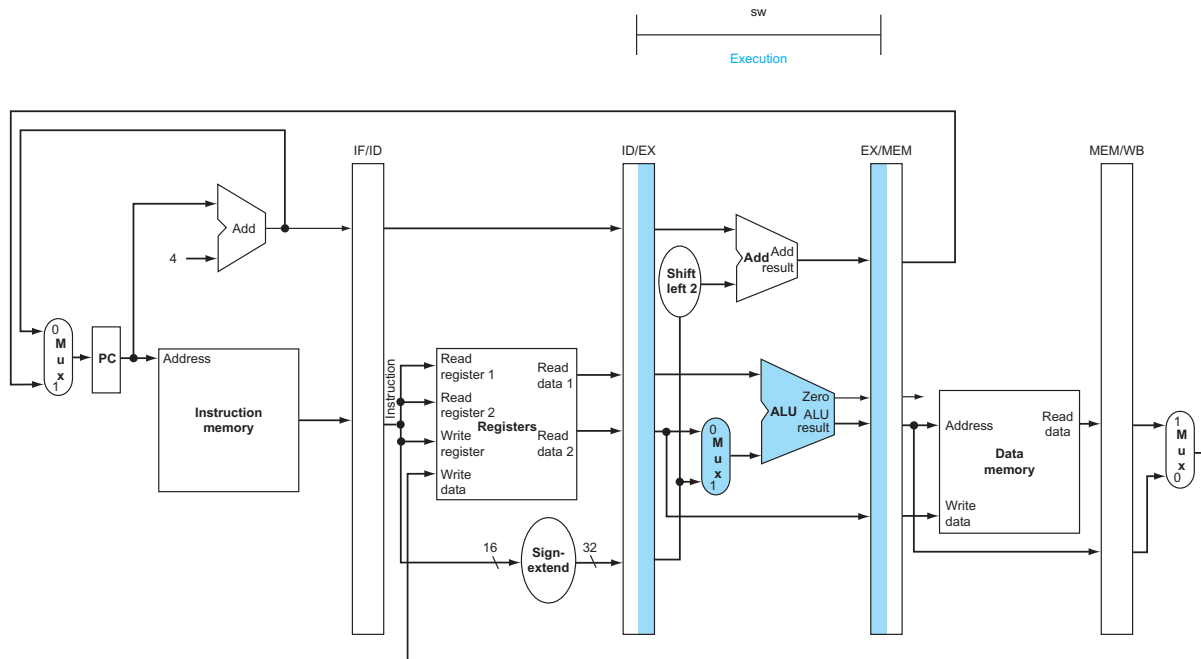 sw
Execution
IF/ID
ID/EX
EX/MEM
MEM/WB
Add
4
Shift
left 2
Add
Add
result
0
M
u
x
1
PC
Address
Instruction
memory
Instruction
Read
register 1
Read
register 2
Write
register
Write
data
Registers
Read
data 1
Read
data 2
16
Sign-
extend
32
0
M
u
x
1
ALU
Zero
ALU
result
Address
Write
data
Data
memory
Read
data
1
M
u
x
0